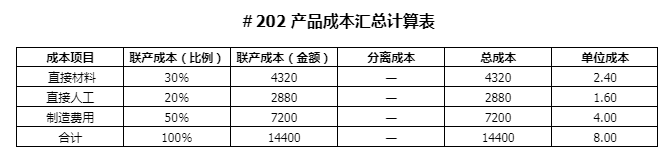 # 202 产品成本汇总计算表
成本项目 联产成本（比例） 联产成本（金额） 分离成本 总成本 单位成本
直接材料 30% 4320 — 4320 2.40
直接人工 20% 2880 — 2880 1.60
制造费用 50% 7200 — 7200 4.00
合计 100% 14400 — 14400 8.00